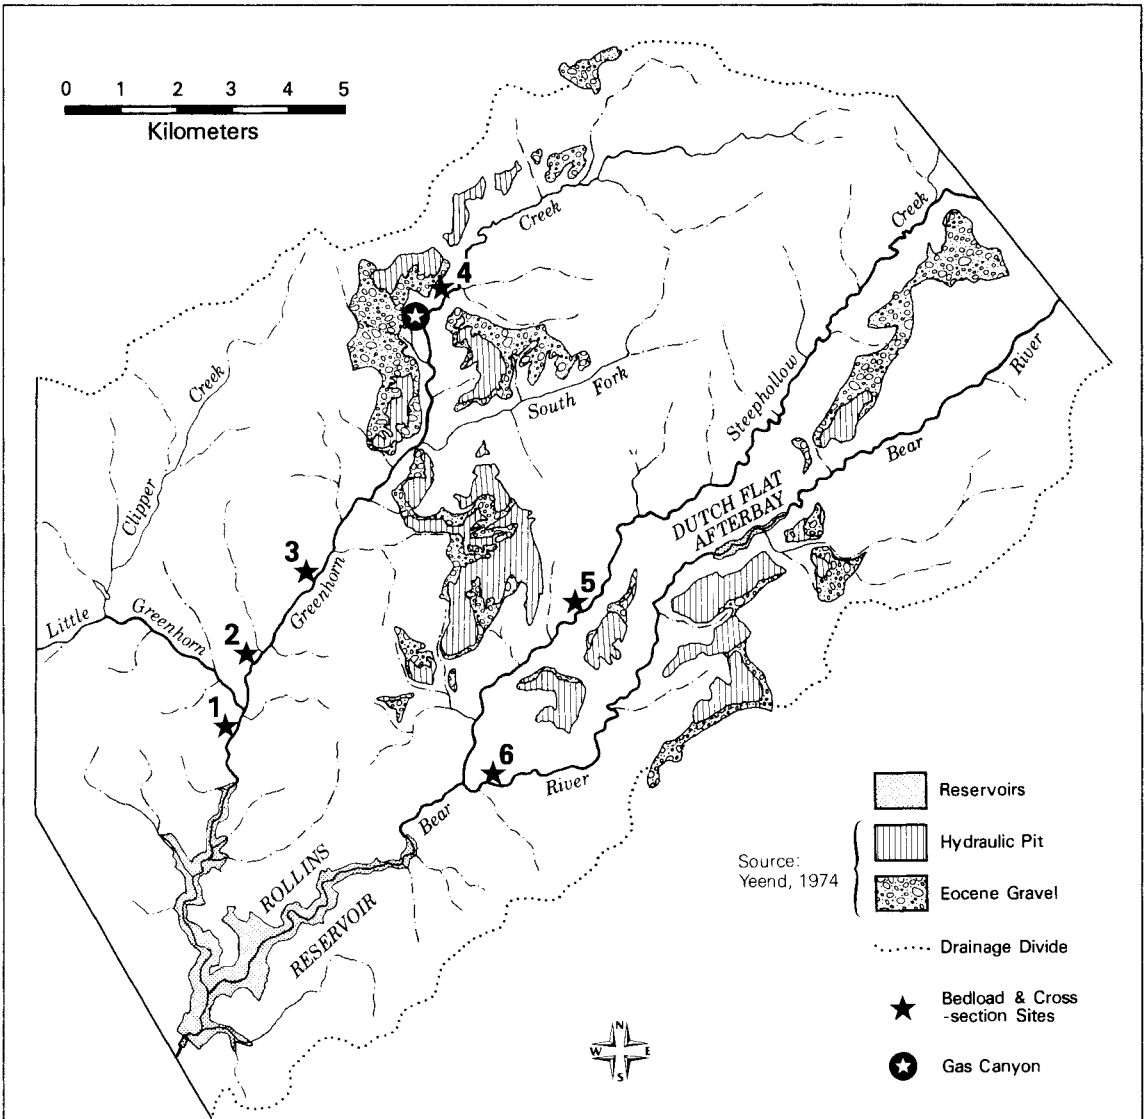 0 1 2 3 4 5
Kilometers
Creek
Creek
4
Creek
River
South Fork
Steephollow
Clipper
Bear
DUTCH FLAT
AFTERBAY
3
Greenhorn
5
Little
Greenhorn
2
1
6
River
Bear
ROLLINS
RESERVOIR
Reservoirs
Hydraulic Pit
Source:
Yeend, 1974
Eocene Gravel
Drainage Divide
Bedload & Cross
-section Sites
Gas Canyon
N
W E
S